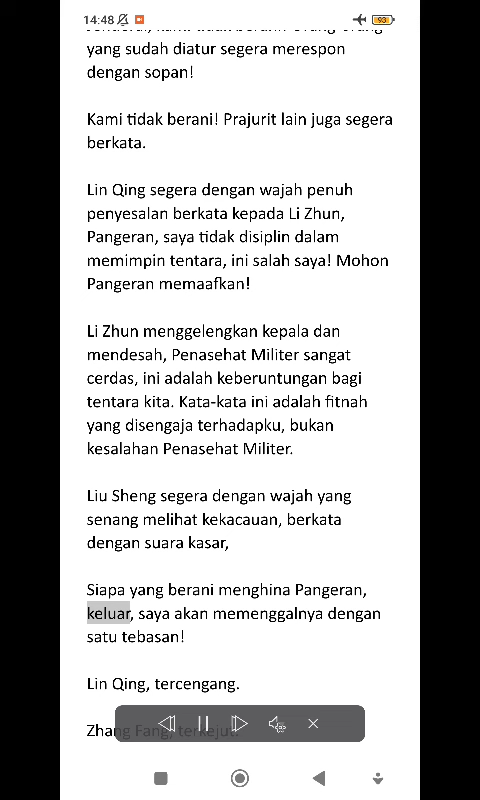 14:48
93
yang sudah diatur segera merespon
dengan sopan!
Kami tidak berani! Prajurit lain juga segera
berkata.
Lin Qing segera dengan wajah penuh
penyesalan berkata kepada Li Zhun,
Pangeran, saya tidak disiplin dalam
memimpin tentara, ini salah saya! Mohon
Pangeran memaafkan!
Li Zhun menggelengkan kepala dan
mendesah, Penasehat Militer sangat
cerdas, ini adalah keberuntungan bagi
tentara kita. Kata-kata ini adalah fitnah
yang disengaja terhadapku, bukan
kesalahan Penasehat Militer.
Liu Sheng segera dengan wajah yang
senang melihat kekacauan, berkata
dengan suara kasar,
Siapa yang berani menghina Pangeran,
keluar, saya akan memenggalnya dengan
satu tebasan!
Lin Qing, tercengang.
Zhang Fang, terkejut.